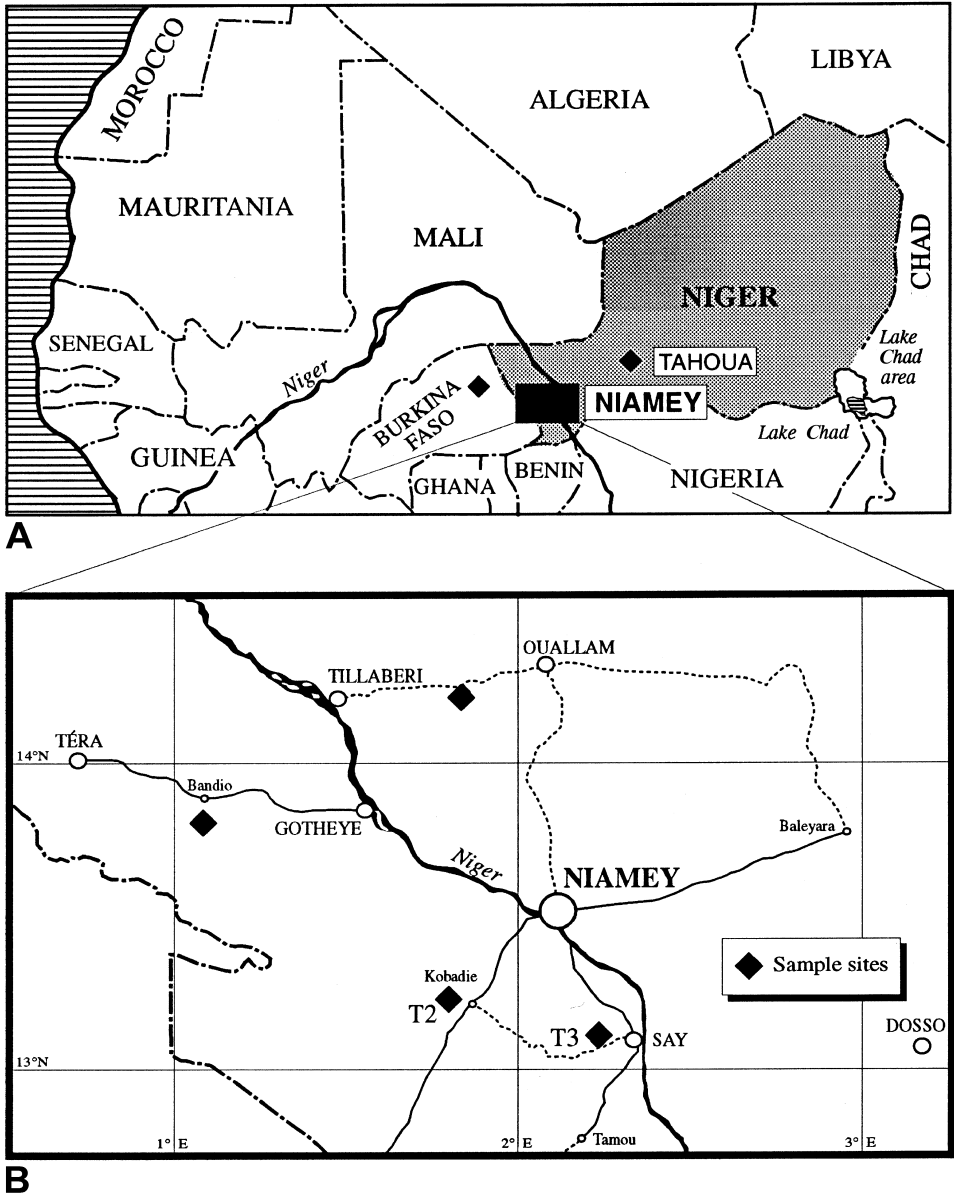 MOROCCO
LIBYA
ALGERIA
MAURITANIA
MALI
CHAD
NIGER
SENEGAL
Niger
TAHOUA
Lake
Chad
area
BURKINA
FASO
NIAMEY
Lake Chad
GUINEA
GHANA
BENIN
NIGERIA
A
OUALLAM
TILLABERI
TÉRA
14°N
Bandio
GOTHEYE
Baleyara
Niger
NIAMEY
Sample sites
Kobadie
T2
T3
SAY
DOSSO
13°N
Tamou
1° E
2° E
3° E
B